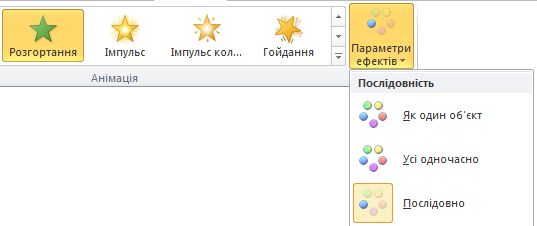 Розгортання
Імпульс
Імпульс кол...
Гойдання
Параметри
ефектів
Анімація
Послідовність
Як один об'єкт
Усі одночасно
Послідовно